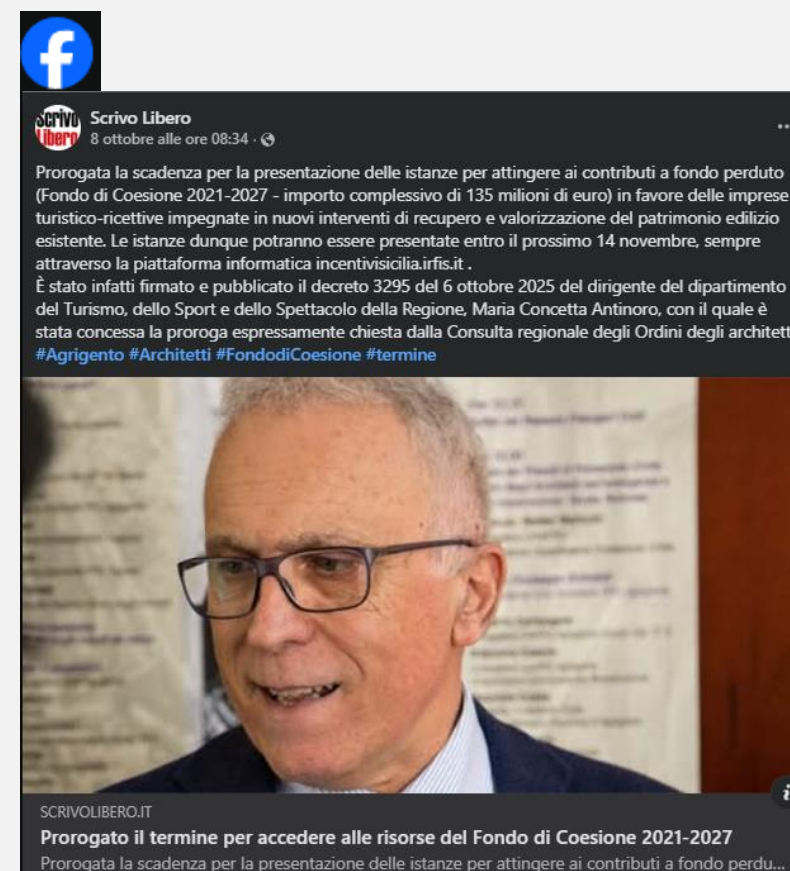 Scrivo
Libero
Scrivo Libero
8 ottobre alle ore 08:34 ·
Prorogata la scadenza per la presentazione delle istanze per attingere ai contributi a fondo perduto
(Fondo di Coesione 2021-2027 - importo complessivo di 135 milioni di euro) in favore delle imprese
turistico-ricettive impegnate in nuovi interventi di recupero e valorizzazione del patrimonio edilizio
esistente. Le istanze dunque potranno essere presentate entro il prossimo 14 novembre, sempre
attraverso la piattaforma informatica incentivisicilia.irfis.it .
È stato infatti firmato e pubblicato il decreto 3295 del 6 ottobre 2025 del dirigente del dipartimento
del Turismo, dello Sport e dello Spettacolo della Regione, Maria Concetta Antinoro, con il quale è
stata concessa la proroga espressamente chiesta dalla Consulta regionale degli Ordini degli architett
#Agrigento #Architetti #FondodiCoesione #termine
SCRIVOLIBERO.IT
Prorogato il termine per accedere alle risorse del Fondo di Coesione 2021-2027
Prorogata la scadenza per la presentazione delle istanze per attingere ai contributi a fondo perdu...